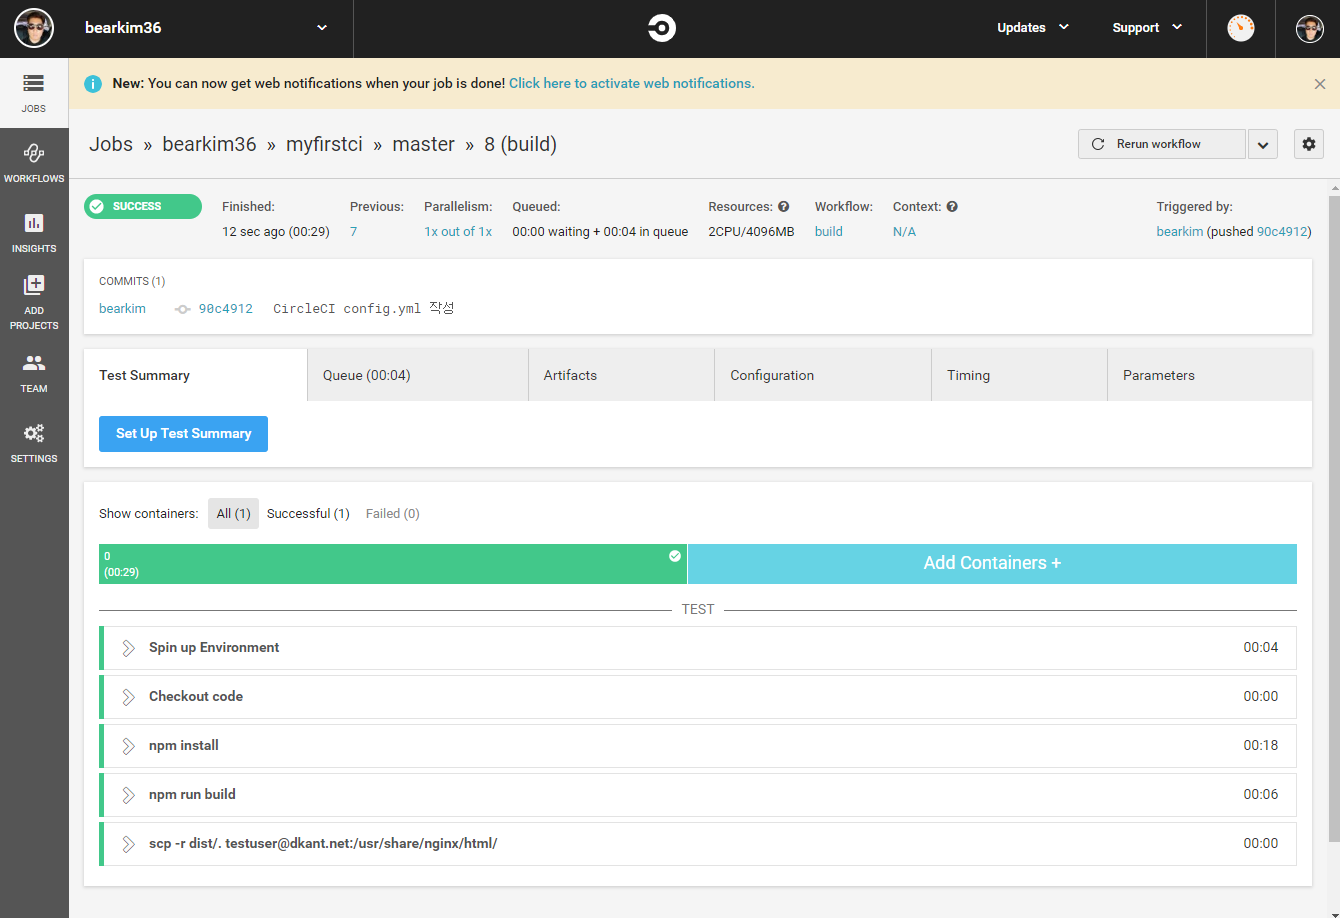 bearkim36
Updates
Support
JOBS
New: You can now get web notifications when your job is done! Click here to activate web notifications.
Jobs » bearkim36 » myfirstci » master » 8 (build)
Rerun workflow
WORKFLOWS
INSIGHTS
ADD
PROJECTS
TEAM
SETTINGS
SUCCESS
Finished: Previous: Parallelism: Queued: Resources: Workflow: Context: Triggered by:
12 sec ago (00:29) 7 1x out of 1x 00:00 waiting + 00:04 in queue 2CPU/4096MB build N/A bearkim (pushed 90c4912)
COMMITS (1)
bearkim 90c4912 CircleCI config.yml 작성
Test Summary Queue (00:04) Artifacts Configuration Timing Parameters
Set Up Test Summary
Show containers: All (1) Successful (1) Failed (0)
0
(00:29)
Add Containers +
TEST
Spin up Environment 00:04
Checkout code 00:00
npm install 00:18
npm run build 00:06
scp -r dist/. testuser@dkant.net:/usr/share/nginx/html/ 00:00